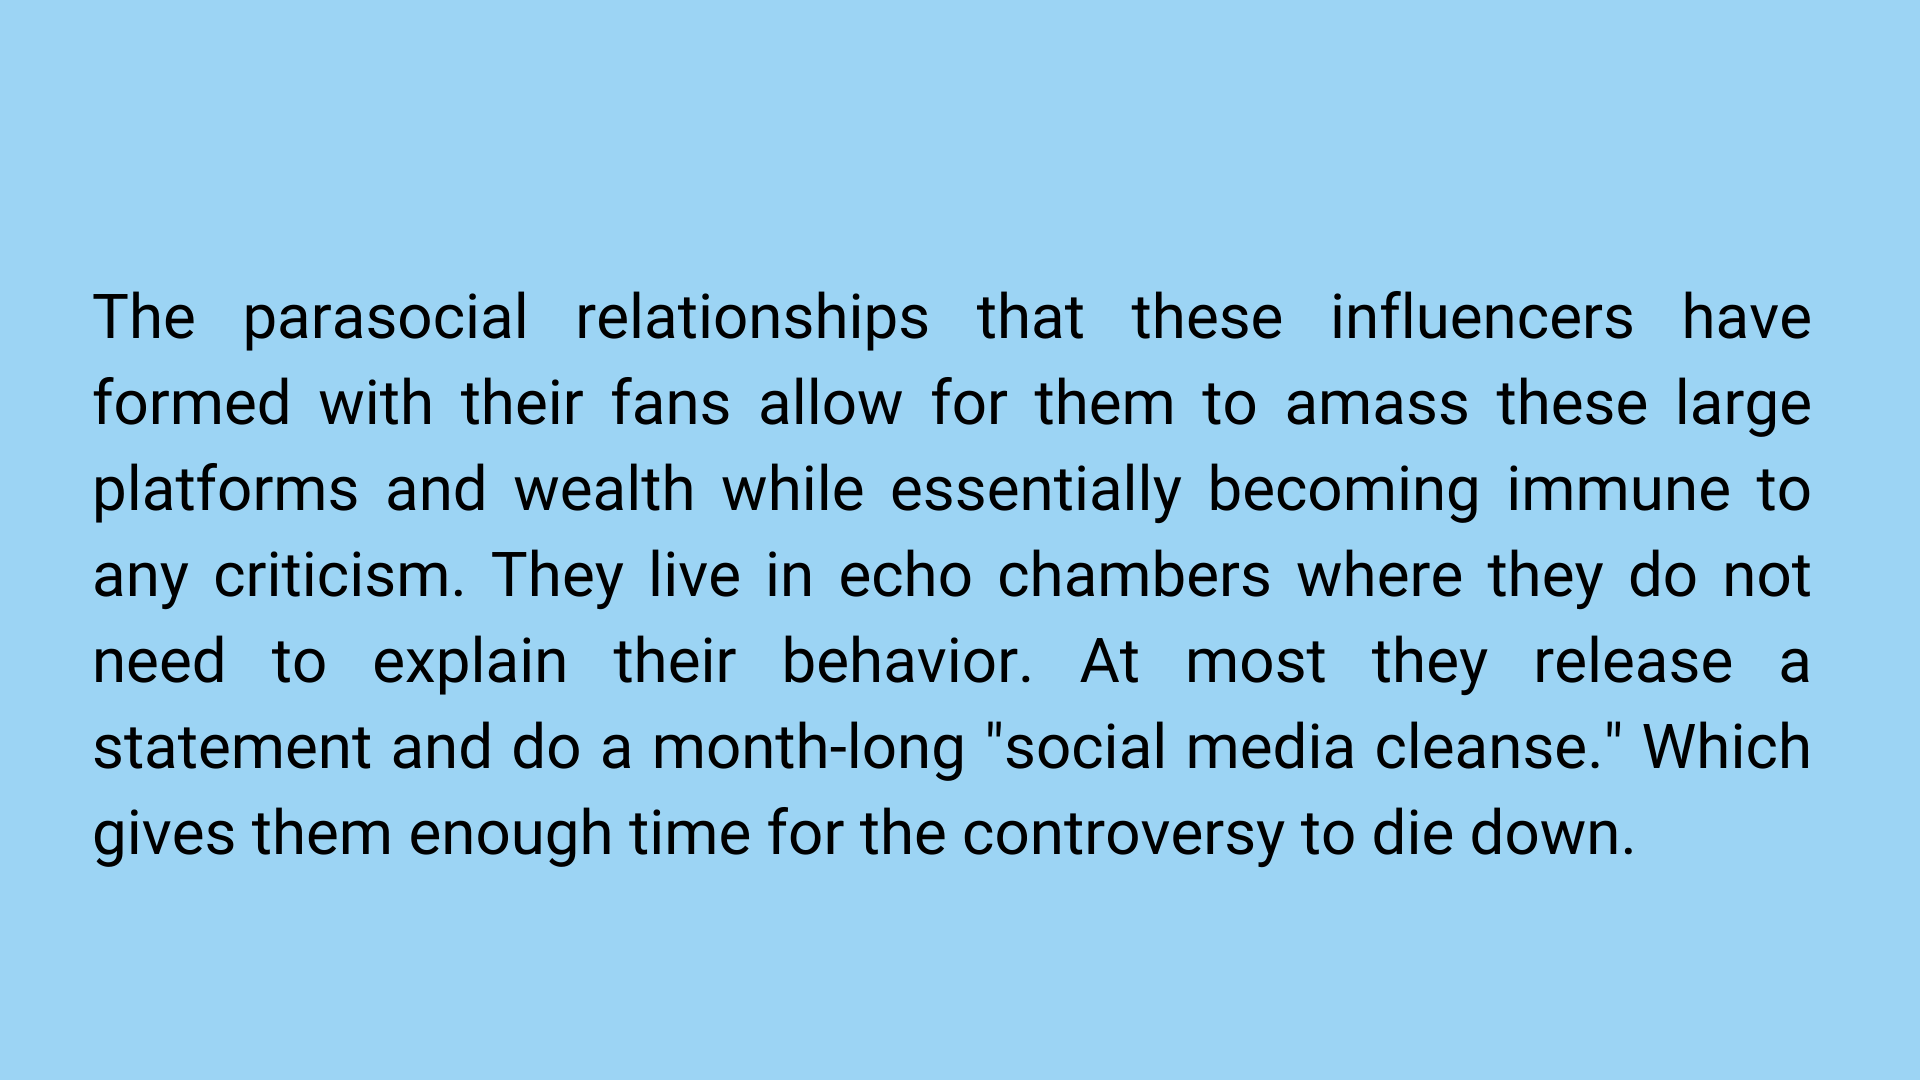 The parasocial relationships that these influencers have
formed with their fans allow for them to amass these large
platforms and wealth while essentially becoming immune to
any criticism. They live in echo chambers where they do not
need to explain their behavior. At most they release a
statement and do a month-long "social media cleanse." Which
gives them enough time for the controversy to die down.